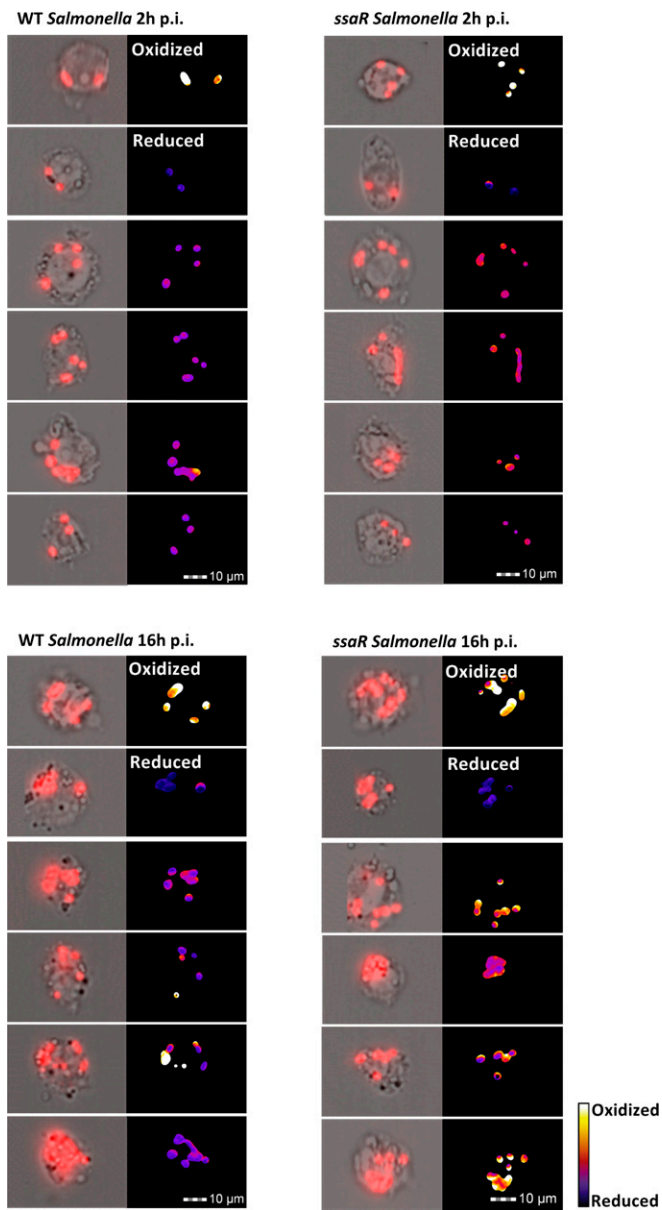 WT Salmonella 2h p.i.
ssaR Salmonella 2h p.i.
Oxidized
Oxidized
Reduced
Reduced
10 μm
10 μm
WT Salmonella 16h p.i.
ssaR Salmonella 16h p.i.
Oxidized
Oxidized
Reduced
Reduced
10 μm
10 μm
Oxidized
Reduced